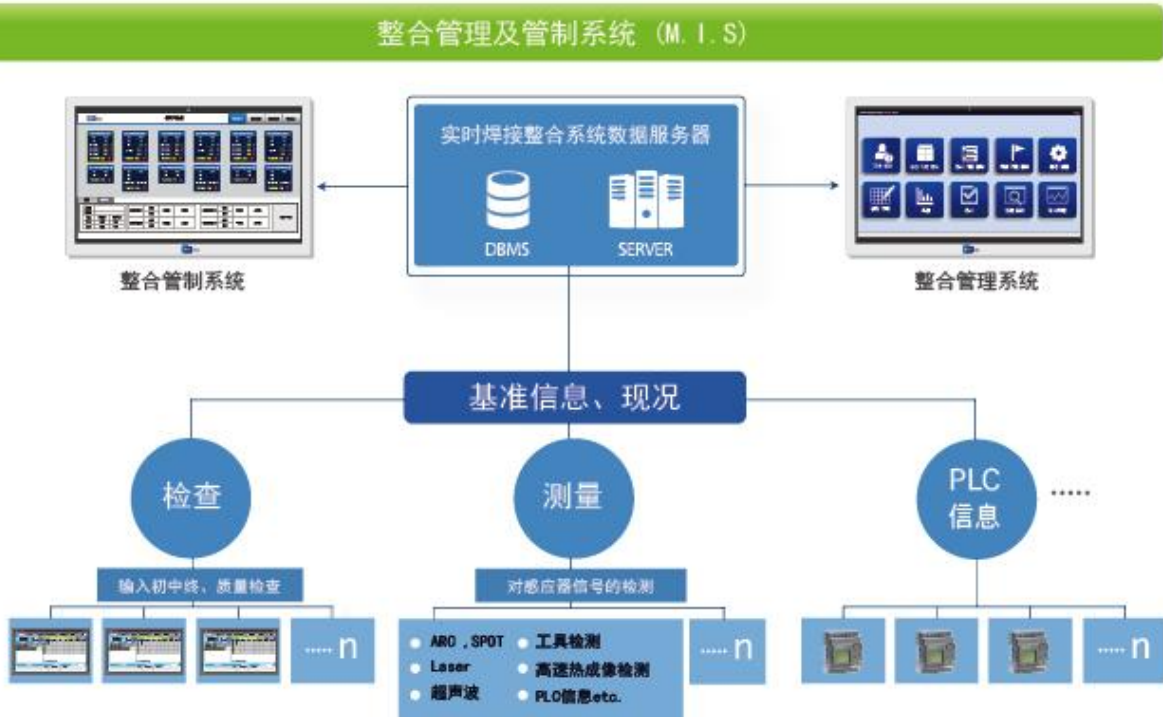 整合管理及管制系统 (M.I.S)
实时焊接整合系统数据服务器
DBMS
SERVER
整合管制系统
整合管理系统
基准信息、现况
检查
测量
PLC
信息
.....
输入初中终、质量检查
对感应器信号的检测
..... n
ARC , SPOT
工具检测
Laser
高速热成像检测
超声波
PLC信息etc.
..... n
..... n